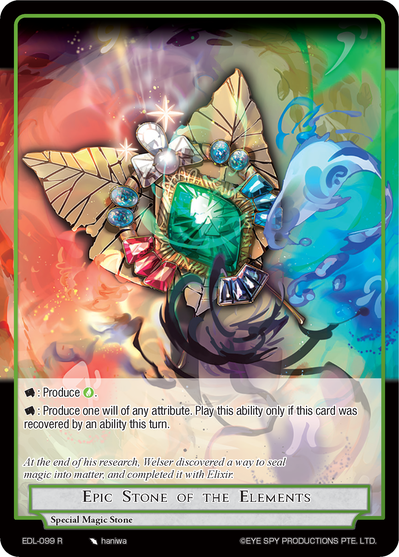 : Produce .
: Produce one will of any attribute. Play this ability only if this card was
recovered by an ability this turn.
At the end of his research, Welser discovered a way to seal
magic into matter, and completed it with Elixir.
Epic Stone of the Elements
Special Magic Stone
EDL-099 R haniwa ©EYE SPY PRODUCTIONS PTE. LTD.